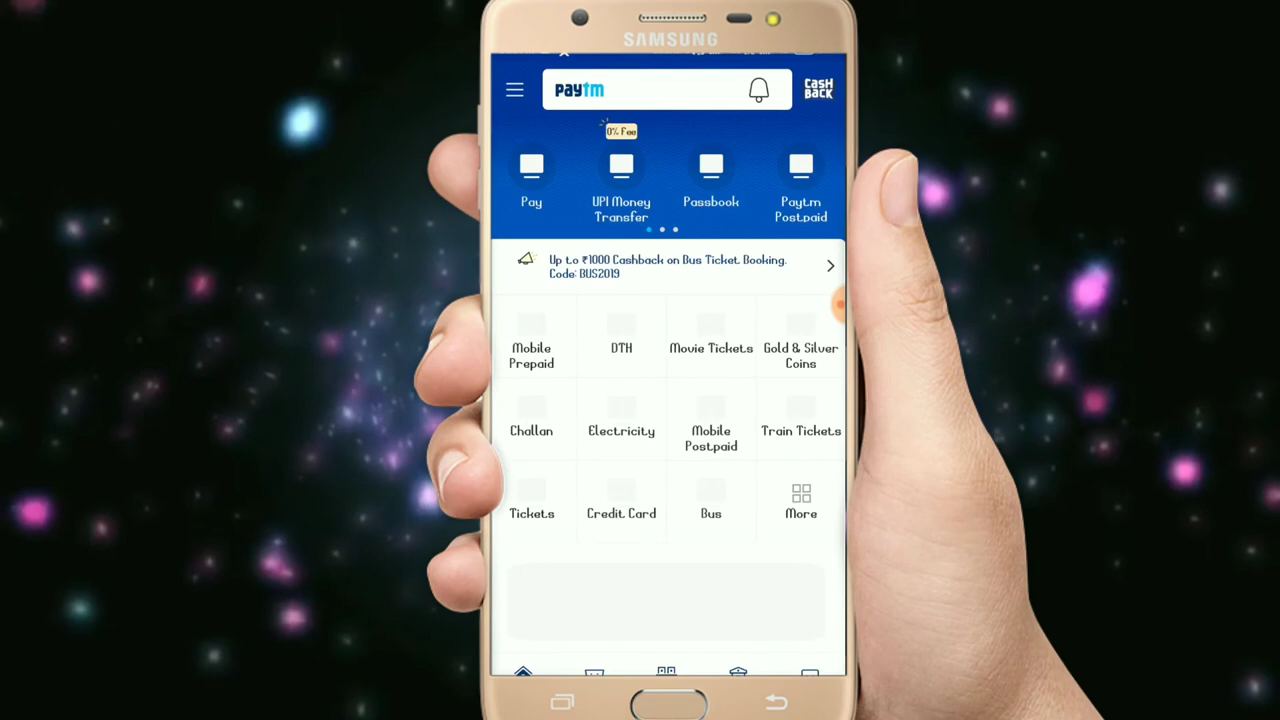 SAMSUNG
paytm
CASH
BACK
0% Fee
Pay
UPI Money
Transfer
Passbook
Paytm
Postpaid
Up to ₹1000 Cashback on Bus Ticket Booking.
Code: BUS2019
Mobile
Prepaid
DTH
Movie Tickets
Gold & Silver
Coins
Challan
Electricity
Mobile
Postpaid
Train Tickets
Tickets
Credit Card
Bus
More